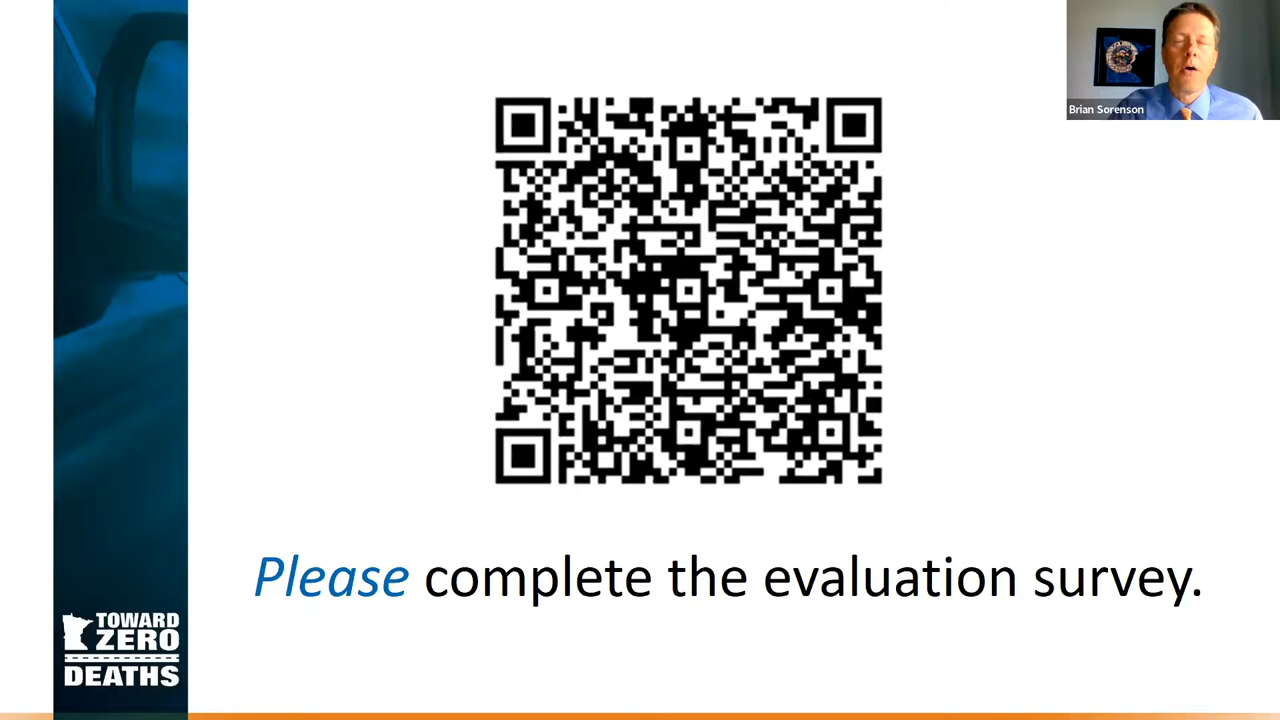 Brian Sorenson
Please complete the evaluation survey.
TOWARD
ZERO
DEATHS